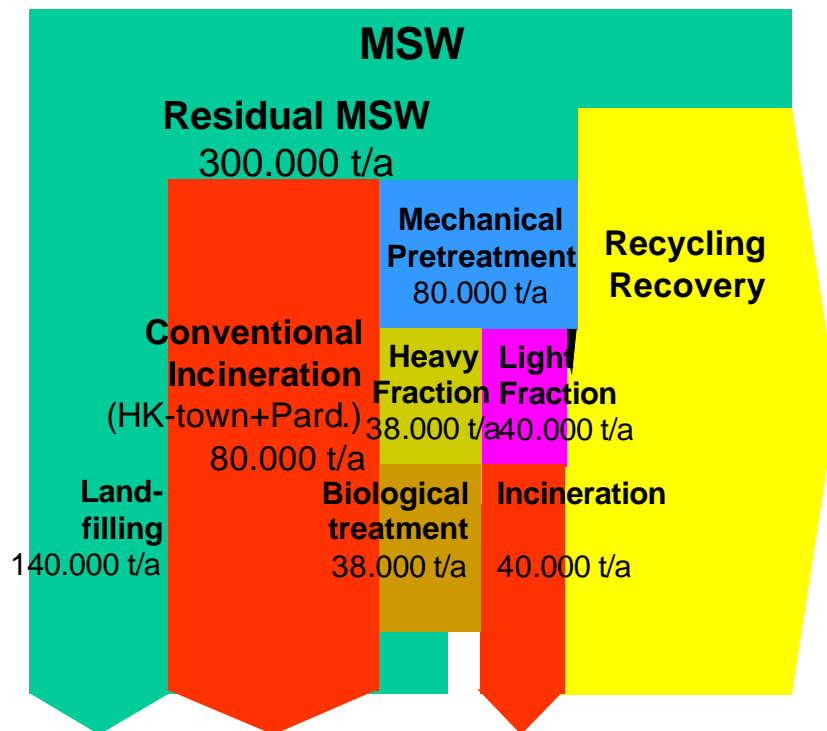 MSW
Residual MSW
300.000 t/a
Mechanical
Pretreatment
80.000 t/a
Recycling
Recovery
Conventional
Incineration
(HK-town+Pard.)
80.000 t/a
Heavy
Fraction
38.000 t/a
Light
Fraction
40.000 t/a
Land-
filling
140.000 t/a
Biological
treatment
38.000 t/a
Incineration
40.000 t/a